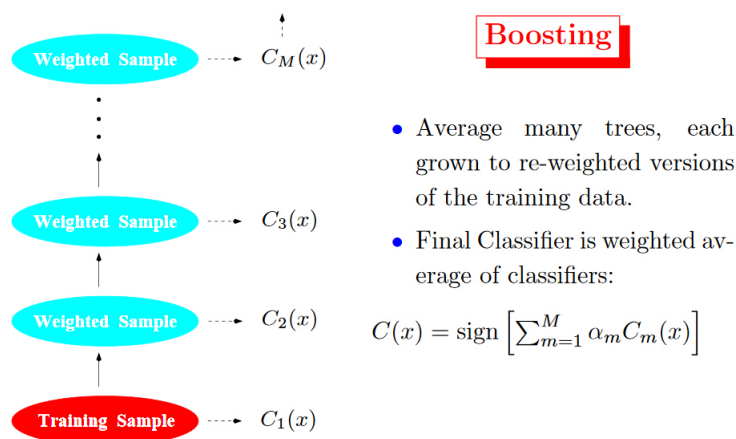 Boosting
Weighted Sample
C_M(x)
Weighted Sample
C_3(x)
Weighted Sample
C_2(x)
Training Sample
C_1(x)
• Average many trees, each
grown to re-weighted versions
of the training data.
• Final Classifier is weighted av-
erage of classifiers:
C(x) = sign [∑_{m=1}^{M} α_m C_m(x)]